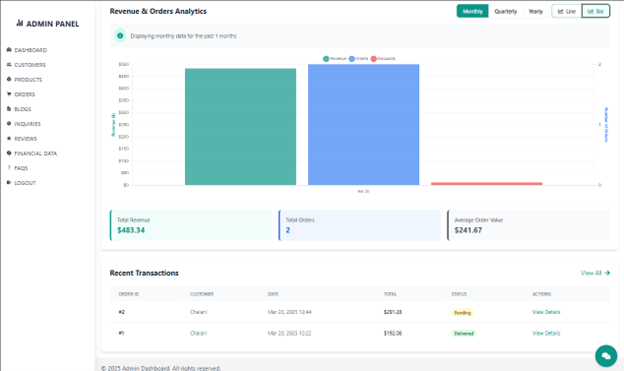 Revenue & Orders Analytics
Monthly
Quarterly
Yearly
Line
Bar
ADMIN PANEL
Displaying monthly data for the past 1 months
DASHBOARD
CUSTOMERS
PRODUCTS
ORDERS
BLOGS
INQUIRIES
REVIEWS
FINANCIAL DATA
FAQS
LOGOUT
Revenue
Orders
Discounts
$500
$450
$400
$350
$300
$250
$200
$150
$100
$50
$0
Revenue ($)
2
1
0
Number of Orders
Total Revenue
$483.34
Total Orders
2
Average Order Value
$241.67
Recent Transactions
View All
ORDER ID CUSTOMER DATE TOTAL STATUS ACTIONS
#2 Chalani Mar 20, 2025 12:44 $291.28 Pending View Details
#1 Chalani Mar 20, 2025 12:22 $192.06 Delivered View Details
© 2025 Admin Dashboard. All rights reserved.